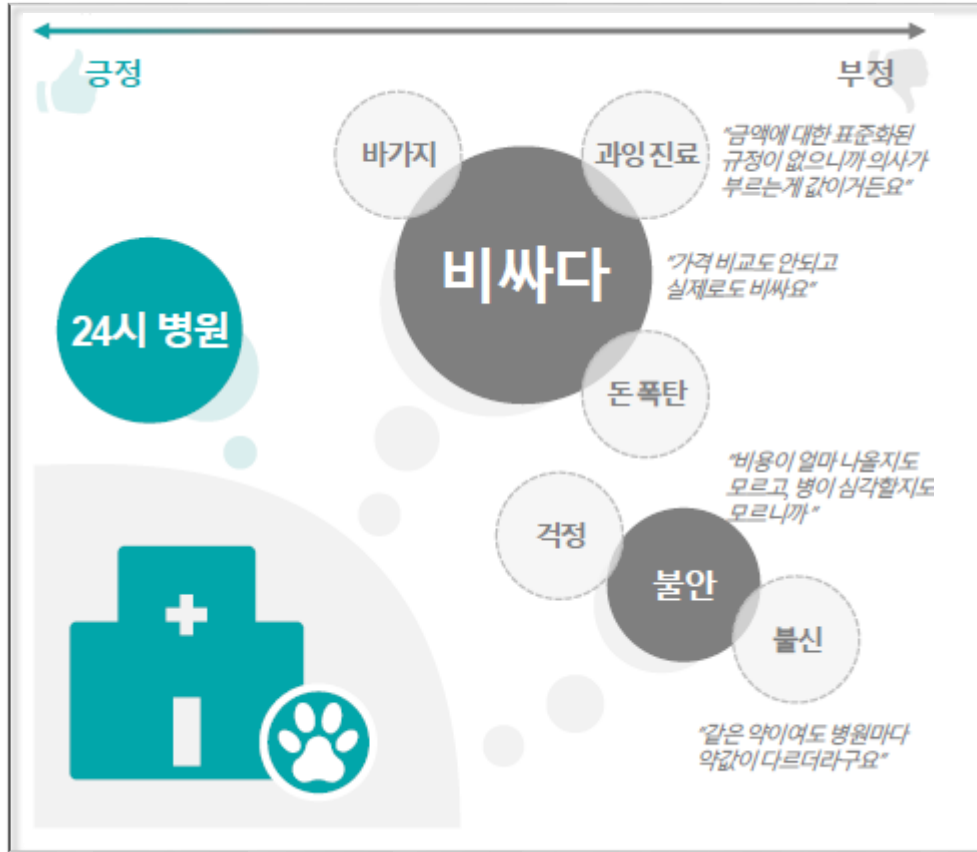 긍정
부정
바가지
과잉 진료
"금액에 대한 표준화된
규정이 없으니까 의사가
부르는게 값이거든요"
비싸다
"가격 비교도 안되고
실제로도 비싸요"
24시 병원
돈 폭탄
"비용이 얼마 나올지도
모르고, 병이 심각할지도
모르니까"
걱정
불안
불신
"같은 약이여도 병원마다
약값이 다르더라구요"